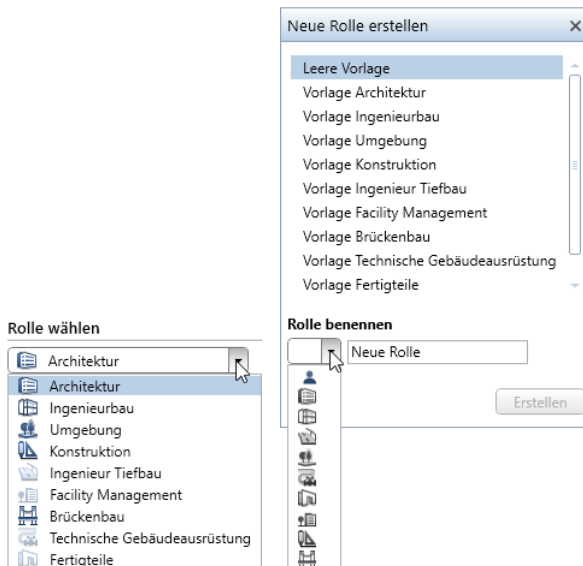 Neue Rolle erstellen
Leere Vorlage
Vorlage Architektur
Vorlage Ingenieurbau
Vorlage Umgebung
Vorlage Konstruktion
Vorlage Ingenieur Tiefbau
Vorlage Facility Management
Vorlage Brückenbau
Vorlage Technische Gebäudeausrüstung
Vorlage Fertigteile
Rolle benennen
Neue Rolle
Erstellen
Rolle wählen
Architektur
Architektur
Ingenieurbau
Umgebung
Konstruktion
Ingenieur Tiefbau
Facility Management
Brückenbau
Technische Gebäudeausrüstung
Fertigteile